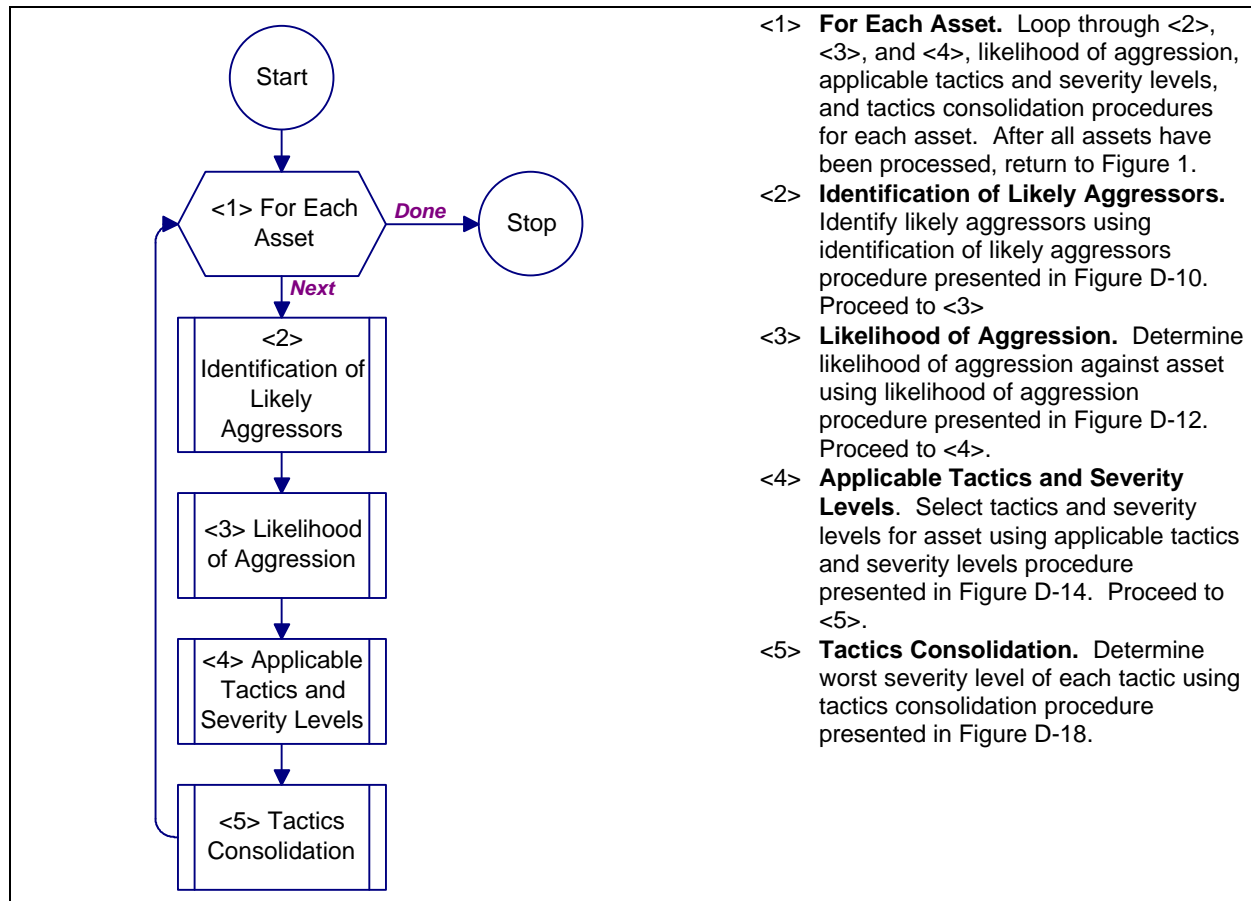 Start
<1> For Each
Asset
Done
Stop
Next
<2>
Identification of
Likely
Aggressors
<3> Likelihood
of Aggression
<4> Applicable
Tactics and
Severity Levels
<5> Tactics
Consolidation
<1> For Each Asset. Loop through <2>,
<3>, and <4>, likelihood of aggression,
applicable tactics and severity levels,
and tactics consolidation procedures
for each asset. After all assets have
been processed, return to Figure 1.
<2> Identification of Likely Aggressors.
Identify likely aggressors using
identification of likely aggressors
procedure presented in Figure D-10.
Proceed to <3>
<3> Likelihood of Aggression. Determine
likelihood of aggression against asset
using likelihood of aggression
procedure presented in Figure D-12.
Proceed to <4>.
<4> Applicable Tactics and Severity
Levels. Select tactics and severity
levels for asset using applicable tactics
and severity levels procedure
presented in Figure D-14. Proceed to
<5>.
<5> Tactics Consolidation. Determine
worst severity level of each tactic using
tactics consolidation procedure
presented in Figure D-18.